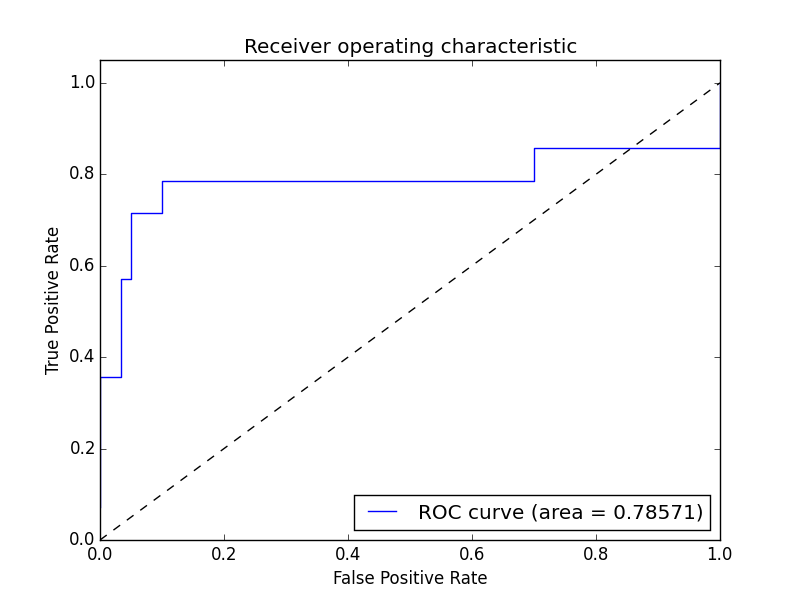 Receiver operating characteristic
True Positive Rate
1.0
0.8
0.6
0.4
0.2
0.0
ROC curve (area = 0.78571)
0.0 0.2 0.4 0.6 0.8 1.0
False Positive Rate